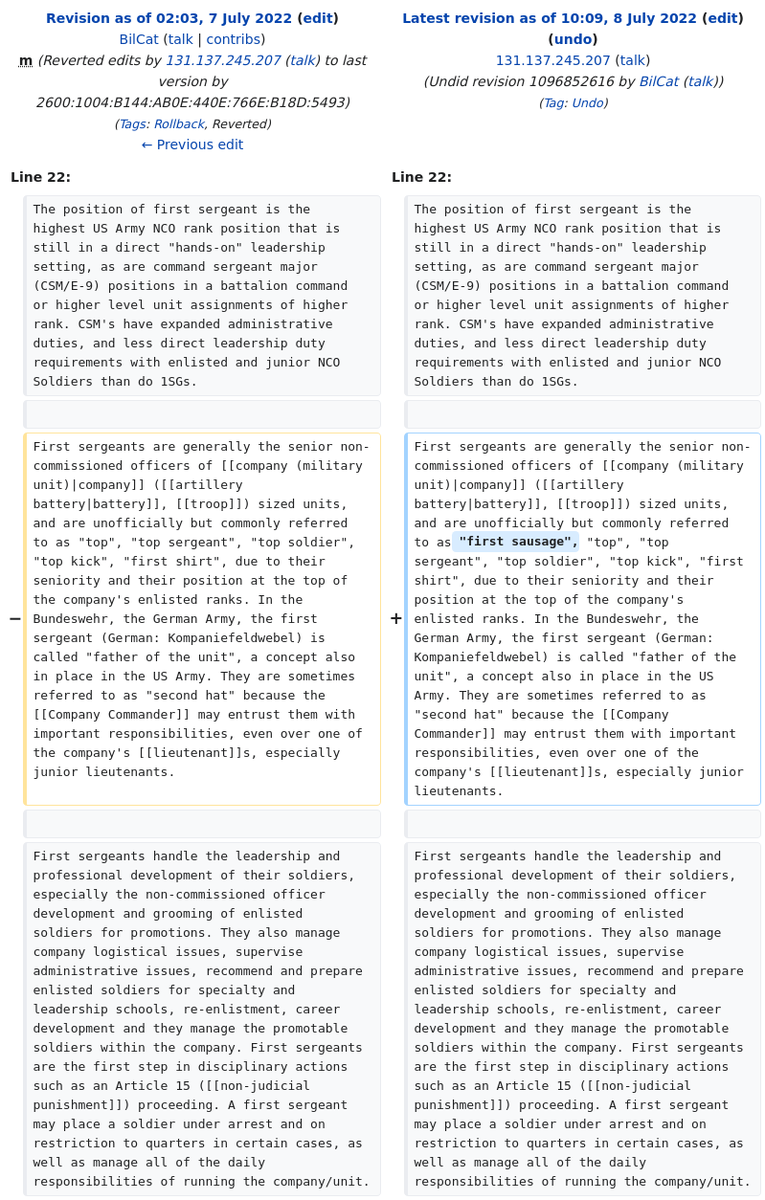 Revision as of 02:03, 7 July 2022 (edit)
BilCat (talk | contribs)
m (Reverted edits by 131.137.245.207 (talk) to last
version by
2600:1004:B144:AB0E:440E:766E:B18D:5493)
(Tags: Rollback, Reverted)
← Previous edit
Latest revision as of 10:09, 8 July 2022 (edit)
(undo)
131.137.245.207 (talk)
(Undid revision 1096852616 by BilCat (talk))
(Tag: Undo)
Line 22:
Line 22:
The position of first sergeant is the
highest US Army NCO rank position that is
still in a direct "hands-on" leadership
setting, as are command sergeant major
(CSM/E-9) positions in a battalion command
or higher level unit assignments of higher
rank. CSM's have expanded administrative
duties, and less direct leadership duty
requirements with enlisted and junior NCO
Soldiers than do 1SGs.
The position of first sergeant is the
highest US Army NCO rank position that is
still in a direct "hands-on" leadership
setting, as are command sergeant major
(CSM/E-9) positions in a battalion command
or higher level unit assignments of higher
rank. CSM's have expanded administrative
duties, and less direct leadership duty
requirements with enlisted and junior NCO
Soldiers than do 1SGs.
−
First sergeants are generally the senior non-
commissioned officers of [[company (military
unit)|company]] ([[artillery
battery|battery]], [[troop]]) sized units,
and are unofficially but commonly referred
to as "top", "top sergeant", "top soldier",
"top kick", "first shirt", due to their
seniority and their position at the top of
the company's enlisted ranks. In the
Bundeswehr, the German Army, the first
sergeant (German: Kompaniefeldwebel) is
called "father of the unit", a concept also
in place in the US Army. They are sometimes
referred to as "second hat" because the
[[Company Commander]] may entrust them with
important responsibilities, even over one of
the company's [[lieutenant]]s, especially
junior lieutenants.
+
First sergeants are generally the senior non-
commissioned officers of [[company (military
unit)|company]] ([[artillery
battery|battery]], [[troop]]) sized units,
and are unofficially but commonly referred
to as "first sausage", "top", "top
sergeant", "top soldier", "top kick", "first
shirt", due to their seniority and their
position at the top of the company's
enlisted ranks. In the Bundeswehr, the
German Army, the first sergeant (German:
Kompaniefeldwebel) is called "father of the
unit", a concept also in place in the US
Army. They are sometimes referred to as
"second hat" because the [[Company
Commander]] may entrust them with important
responsibilities, even over one of the
company's [[lieutenant]]s, especially junior
lieutenants.
First sergeants handle the leadership and
professional development of their soldiers,
especially the non-commissioned officer
development and grooming of enlisted
soldiers for promotions. They also manage
company logistical issues, supervise
administrative issues, recommend and prepare
enlisted soldiers for specialty and
leadership schools, re-enlistment, career
development and they manage the promotable
soldiers within the company. First sergeants
are the first step in disciplinary actions
such as an Article 15 ([[non-judicial
punishment]]) proceeding. A first sergeant
may place a soldier under arrest and on
restriction to quarters in certain cases, as
well as manage all of the daily
responsibilities of running the company/unit.
First sergeants handle the leadership and
professional development of their soldiers,
especially the non-commissioned officer
development and grooming of enlisted
soldiers for promotions. They also manage
company logistical issues, supervise
administrative issues, recommend and prepare
enlisted soldiers for specialty and
leadership schools, re-enlistment, career
development and they manage the promotable
soldiers within the company. First sergeants
are the first step in disciplinary actions
such as an Article 15 ([[non-judicial
punishment]]) proceeding. A first sergeant
may place a soldier under arrest and on
restriction to quarters in certain cases, as
well as manage all of the daily
responsibilities of running the company/unit.